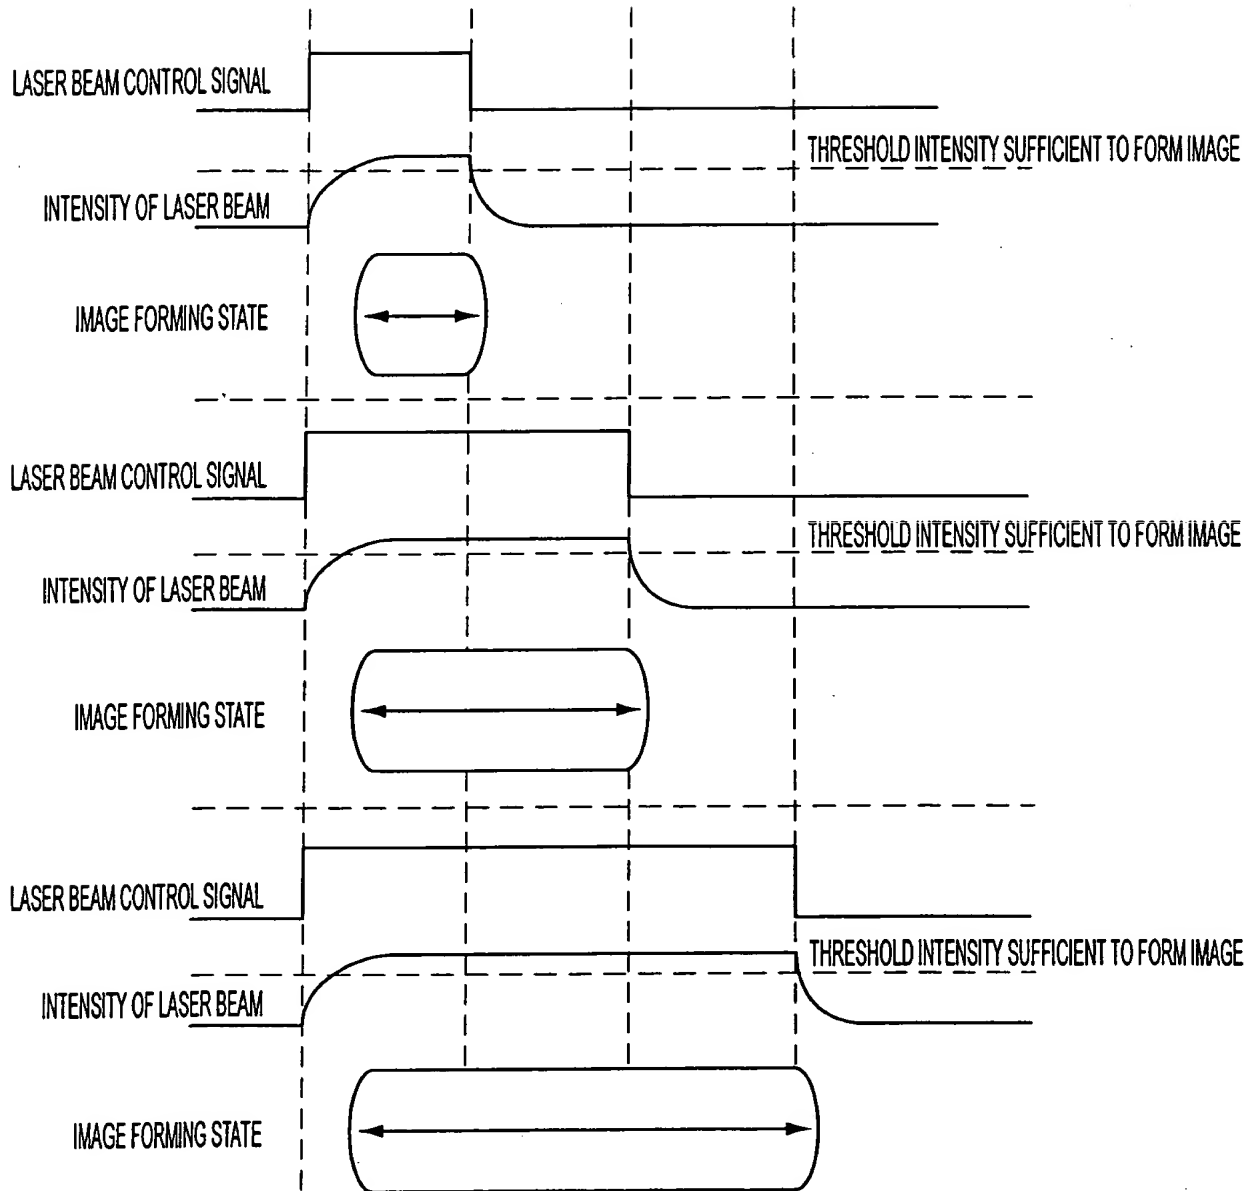 LASER BEAM CONTROL SIGNAL
THRESHOLD INTENSITY SUFFICIENT TO FORM IMAGE
INTENSITY OF LASER BEAM
IMAGE FORMING STATE
LASER BEAM CONTROL SIGNAL
THRESHOLD INTENSITY SUFFICIENT TO FORM IMAGE
INTENSITY OF LASER BEAM
IMAGE FORMING STATE
LASER BEAM CONTROL SIGNAL
THRESHOLD INTENSITY SUFFICIENT TO FORM IMAGE
INTENSITY OF LASER BEAM
IMAGE FORMING STATE